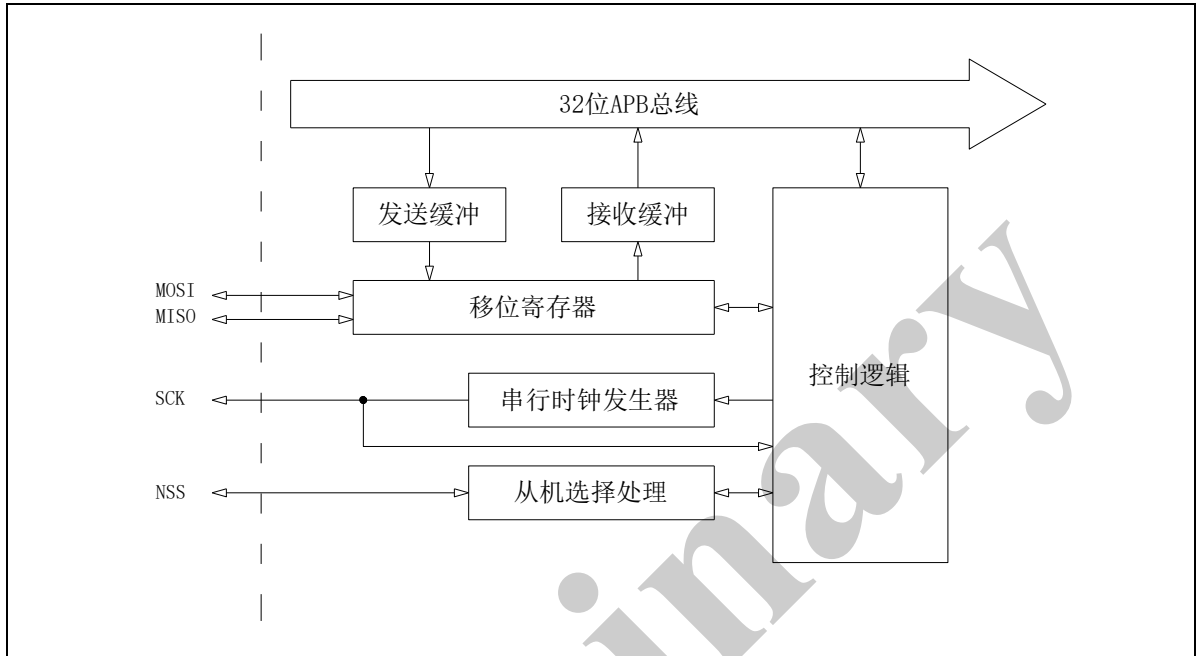 32位APB总线
发送缓冲
接收缓冲
MOSI
MISO
移位寄存器
控制逻辑
SCK
串行时钟发生器
NSS
从机选择处理
inary